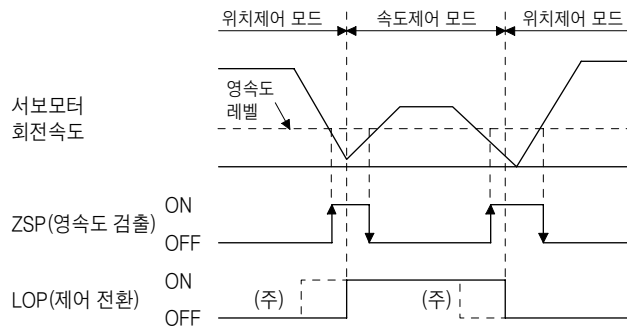 위치제어 모드 속도제어 모드 위치제어 모드
영속도
레벨
서보모터
회전속도
ON
ZSP(영속도 검출)
OFF
ON
LOP(제어 전환) (주) (주)
OFF